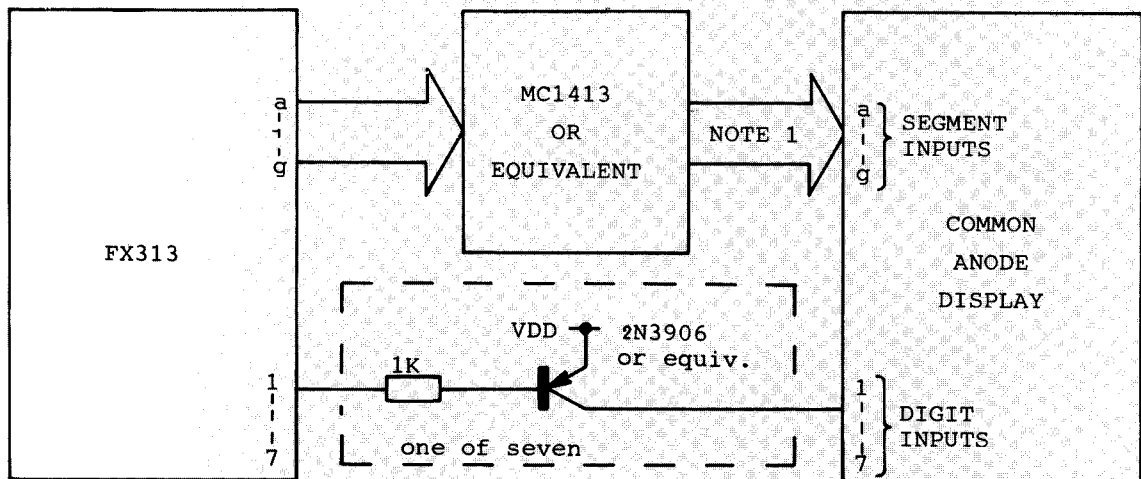 FX313
a
g
1
7
MC1413
OR
EQUIVALENT
NOTE 1
a
g
SEGMENT
INPUTS
COMMON
ANODE
DISPLAY
VDD
2N3906
or equiv.
1K
one of seven
1
7
DIGIT
INPUTS